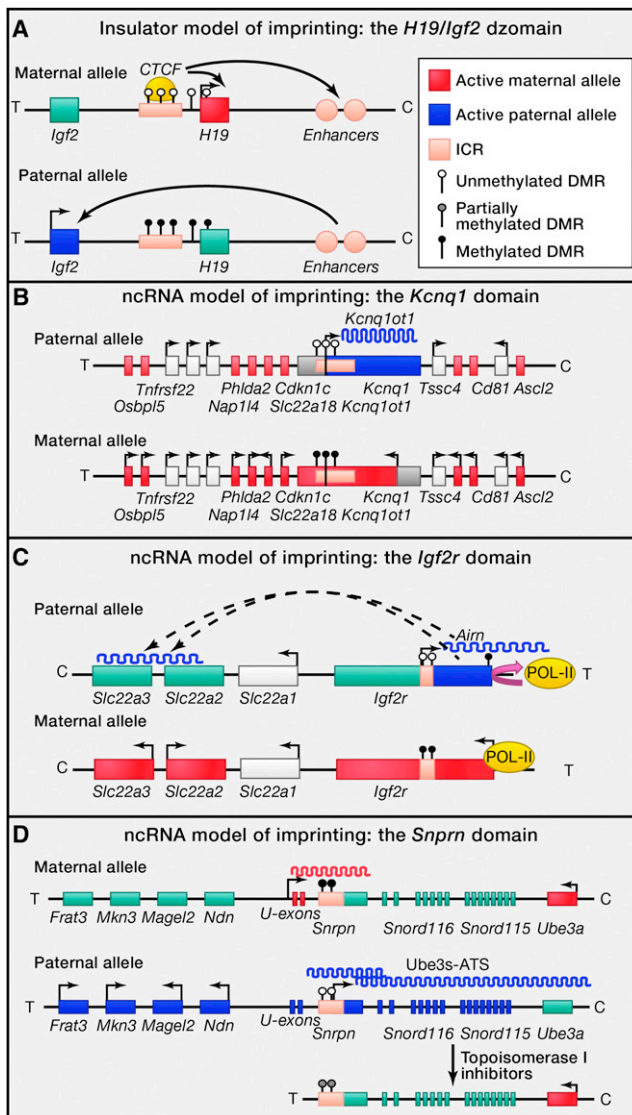 A Insulator model of imprinting: the H19/Igf2 dzomain
Maternal allele
CTCF
T C
Igf2 H19 Enhancers
Paternal allele
T C
Igf2 H19 Enhancers
Active maternal allele
Active paternal allele
ICR
Unmethylated DMR
Partially
methylated DMR
Methylated DMR
B ncRNA model of imprinting: the Kcnq1 domain
Paternal allele
Kcnq1ot1
T C
Tnfrsf22 Phlda2 Cdkn1c Kcnq1 Tssc4 Cd81 Ascl2
Osbpl5 Nap1l4 Slc22a18 Kcnq1ot1
Maternal allele
T C
Tnfrsf22 Phlda2 Cdkn1c Kcnq1 Tssc4 Cd81 Ascl2
Osbpl5 Nap1l4 Slc22a18 Kcnq1ot1
C ncRNA model of imprinting: the Igf2r domain
Paternal allele
Airn
C POL-II T
Slc22a3 Slc22a2 Slc22a1 Igf2r
Maternal allele
C POL-II T
Slc22a3 Slc22a2 Slc22a1 Igf2r
D ncRNA model of imprinting: the Snprn domain
Maternal allele
T C
Frat3 Mkn3 Magel2 Ndn U-exons Snrpn Snord116 Snord115 Ube3a
Paternal allele
Ube3s-ATS
T C
Frat3 Mkn3 Magel2 Ndn U-exons Snrpn Snord116 Snord115 Ube3a
Topoisomerase I
inhibitors
T C